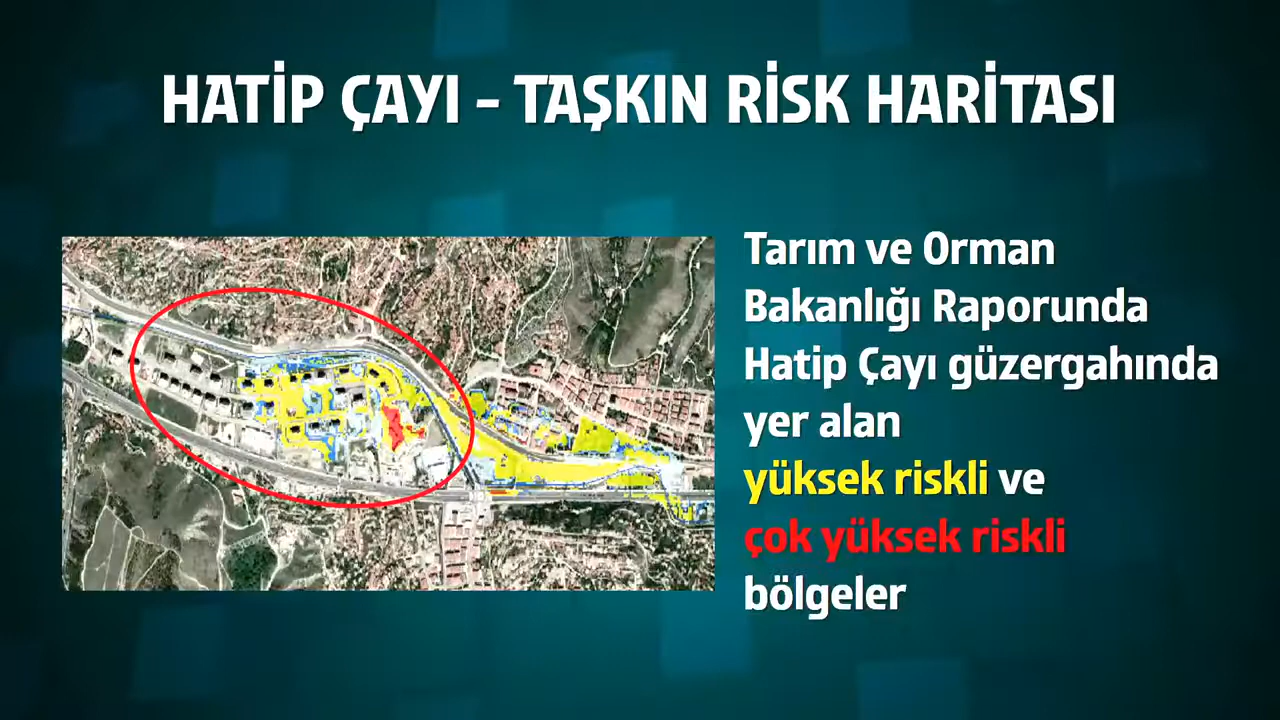 HATİP ÇAYI - TAŞKIN RİSK HARİTASI
Tarım ve Orman
Bakanlığı Raporunda
Hatip Çayı güzergahında
yer alan
yüksek riskli ve
çok yüksek riskli
bölgeler